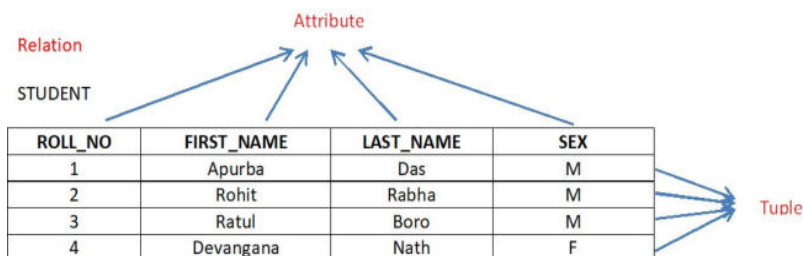 Attribute
Relation
STUDENT
ROLL_NO FIRST_NAME LAST_NAME SEX
1 Apurba Das M
2 Rohit Rabha M
3 Ratul Boro M
Tuple
4 Devangana Nath F